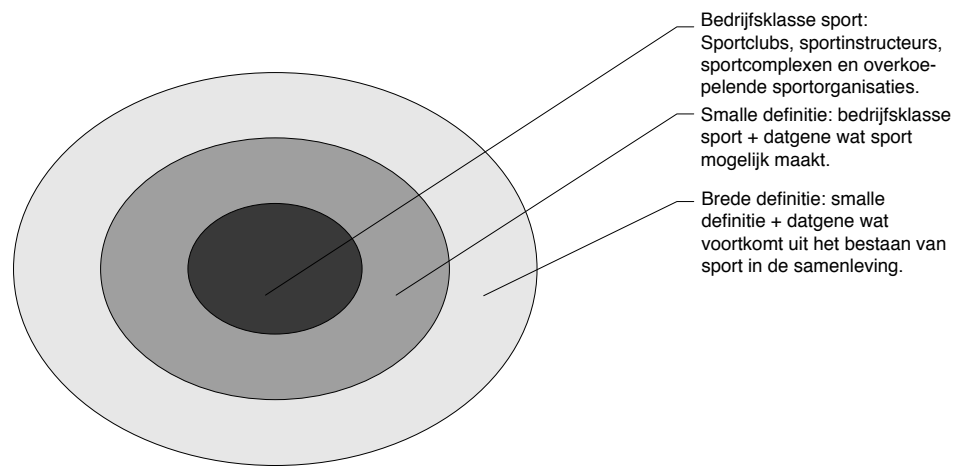 Bedrijfsklasse sport:
Sportclubs, sportinstructeurs,
sportcomplexen en overkoe-
pelende sportorganisaties.
Smalle definitie: bedrijfsklasse
sport + datgene wat sport
mogelijk maakt.
Brede definitie: smalle
definitie + datgene wat
voortkomt uit het bestaan van
sport in de samenleving.